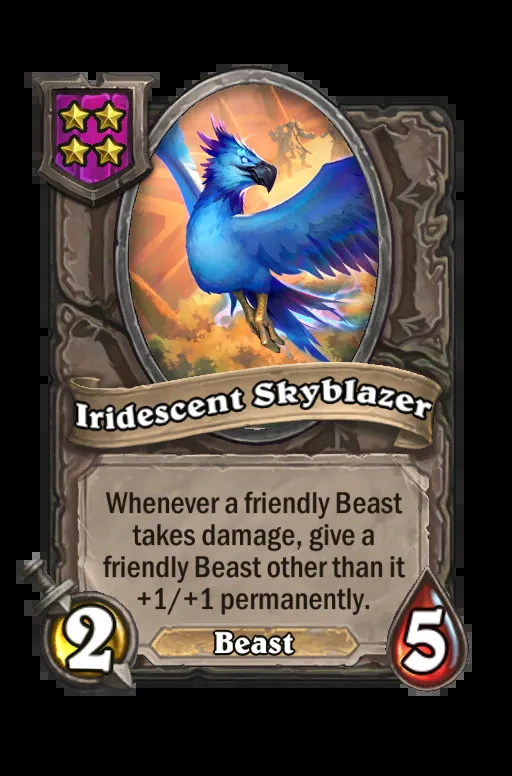 Iridescent Skyblazer
Whenever a friendly Beast
takes damage, give a
friendly Beast other than it
+1/+1 permanently.
2
Beast
5